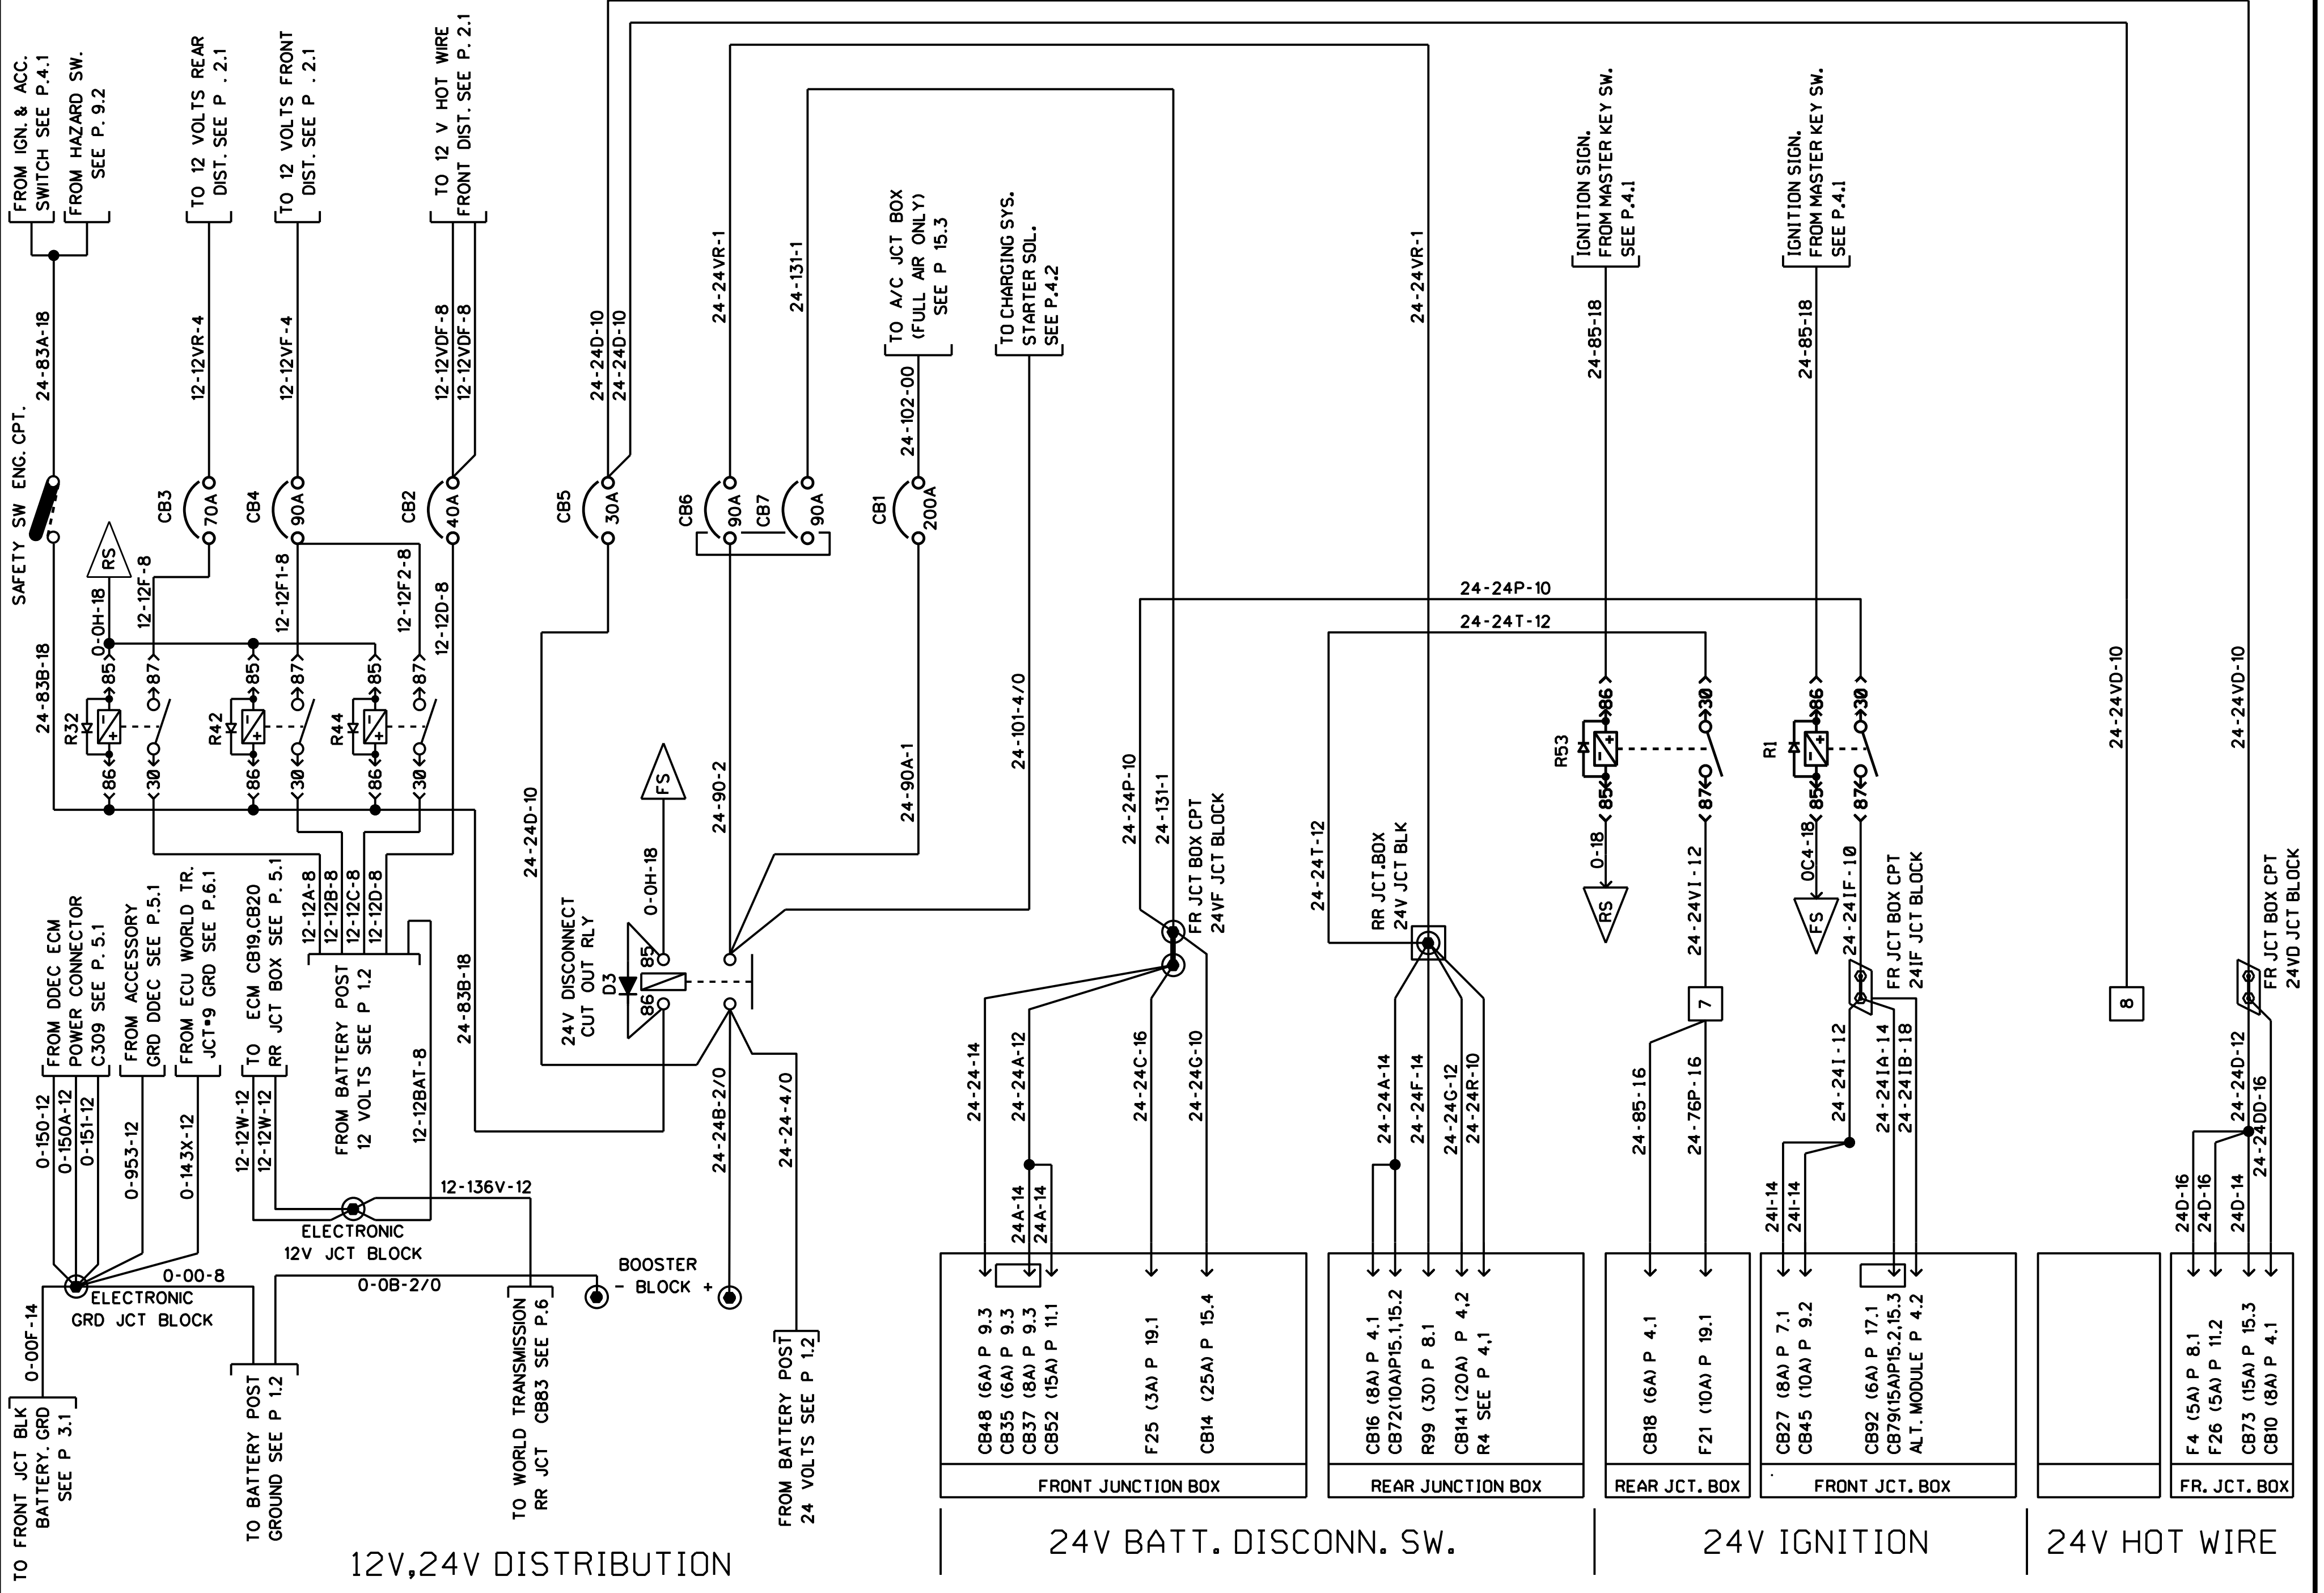 FROM IGN. & ACC.
SWITCH SEE P.4.1
FROM HAZARD SW.
SEE P. 9.2
TO 12 VOLTS REAR
DIST. SEE P . 2.1
TO 12 VOLTS FRONT
DIST. SEE P . 2.1
TO 12 V HOT WIRE
FRONT DIST. SEE P. 2.1
24-83A-18
12-12VR-4
12-12VF-4
12-12VDF-8
12-12VDF-8
24-24D-10
24-24D-10
24-24VR-1
24-131-1
TO A/C JCT BOX
(FULL AIR ONLY)
SEE P 15.3
TO CHARGING SYS.
STARTER SOL.
SEE P.4.2
24-102-00
24-24VR-1
IGNITION SIGN.
FROM MASTER KEY SW.
SEE P.4.1
IGNITION SIGN.
FROM MASTER KEY SW.
SEE P.4.1
24-85-18
24-85-18
SAFETY SW ENG. CPT.
CB3
70A
CB4
90A
CB2
40A
CB5
30A
CB6
90A
CB7
90A
CB1
200A
RS
0-0H-18
12-12F-8
12-12F1-8
12-12F2-8
12-12D-8
24-83B-18
R32
85
86
87
30
R42
85
86
87
30
R44
85
86
87
30
24-24P-10
24-24T-12
24-24D-10
FS
0-0H-18
24-90-2
24-90A-1
24-101-4/0
24-24P-10
24-131-1
FR JCT BOX CPT
24VF JCT BLOCK
24-24T-12
RR JCT.BOX
24V JCT BLK
R53
86
85
30
87
0-18
RS
24-24VI-12
R1
86
85
30
87
0C4-18
FS
24-24IF-10
FR JCT BOX CPT
24IF JCT BLOCK
24-24VD-10
24-24VD-10
FR JCT BOX CPT
24VD JCT BLOCK
7
8
FROM DDEC ECM
POWER CONNECTOR
C309 SEE P. 5.1
FROM ACCESSORY
GRD DDEC SEE P.5.1
FROM ECU WORLD TR.
JCT#9 GRD SEE P.6.1
TO ECM CB19,CB20
RR JCT BOX SEE P. 5.1
12-12A-8
12-12B-8
12-12C-8
12-12D-8
FROM BATTERY POST
12 VOLTS SEE P 1.2
12-12BAT-8
24-83B-18
24V DISCONNECT
CUT OUT RLY
D3
85
86
0-150-12
0-150A-12
0-151-12
0-953-12
0-143X-12
12-12W-12
12-12W-12
24-24B-2/0
24-24-4/0
12-136V-12
ELECTRONIC
12V JCT BLOCK
0-00-8
ELECTRONIC
GRD JCT BLOCK
0-00F-14
0-0B-2/0
BOOSTER
- BLOCK +
TO FRONT JCT BLK
BATTERY. GRD
SEE P 3.1
TO BATTERY POST
GROUND SEE P 1.2
TO WORLD TRANSMISSION
RR JCT CB83 SEE P.6
FROM BATTERY POST
24 VOLTS SEE P 1.2
24-24-14
24-24A-12
24A-14
24A-14
24-24C-16
24-24G-10
24-24A-14
24-24F-14
24-24G-12
24-24R-10
24-85-16
24-76P-16
24-24I-12
24-24IA-14
24-24IB-18
24I-14
24I-14
24-24D-12
24-24DD-16
24D-16
24D-16
24D-14
CB48 (6A) P 9.3
CB35 (6A) P 9.3
CB37 (8A) P 9.3
CB52 (15A) P 11.1
F25 (3A) P 19.1
CB14 (25A) P 15.4
FRONT JUNCTION BOX
CB16 (8A) P 4.1
CB72(10A)P15.1,15.2
R99 (30) P 8.1
CB141 (20A) P 4,2
R4 SEE P 4,1
REAR JUNCTION BOX
CB18 (6A) P 4.1
F21 (10A) P 19.1
REAR JCT. BOX
CB27 (8A) P 7.1
CB45 (10A) P 9.2
CB92 (6A) P 17.1
CB79(15A)P15.2,15.3
ALT. MODULE P 4.2
FRONT JCT. BOX
F4 (5A) P 8.1
F26 (5A) P 11.2
CB73 (15A) P 15.3
CB10 (8A) P 4.1
FR. JCT. BOX
12V,24V DISTRIBUTION
24V BATT. DISCONN. SW.
24V IGNITION
24V HOT WIRE